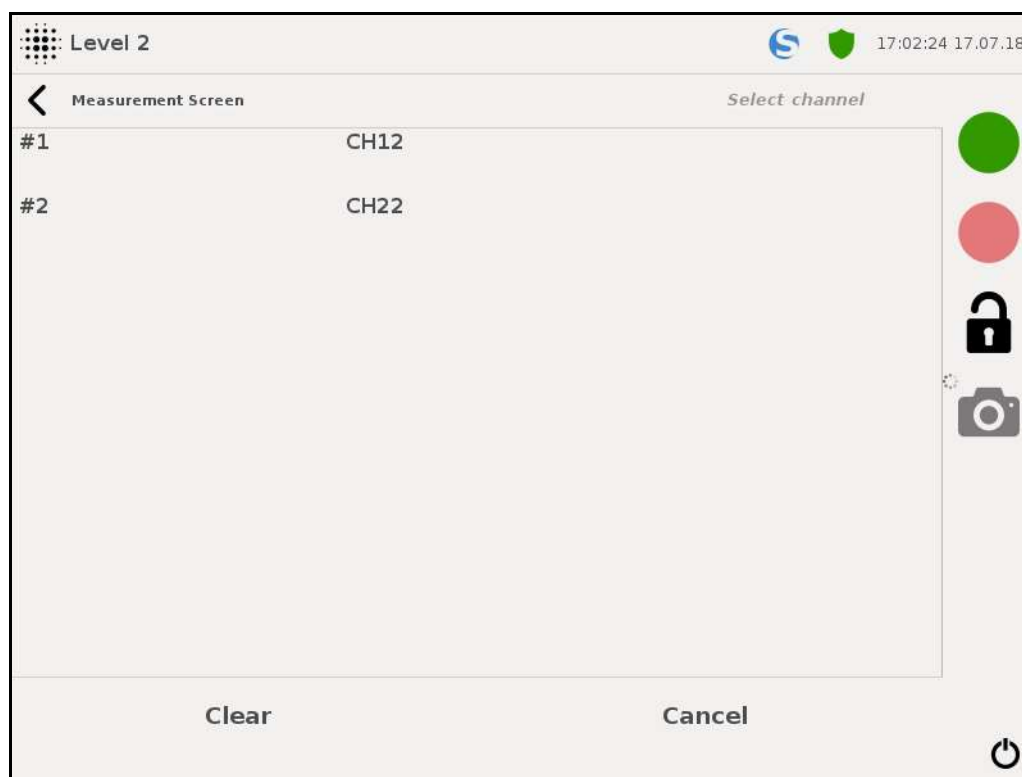 Level 2 17:02:24 17.07.18
Measurement Screen Select channel
#1 CH12
#2 CH22
Clear Cancel